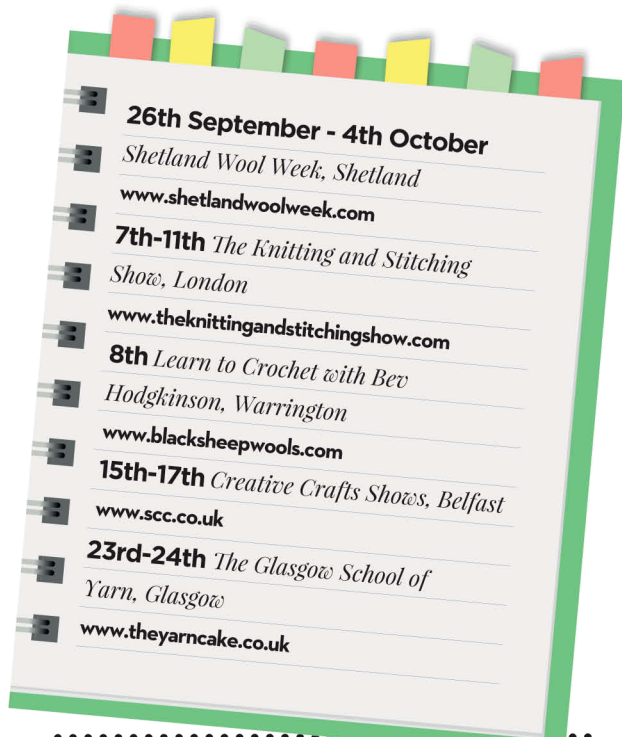 26th September - 4th October
Shetland Wool Week, Shetland
www.shetlandwoolweek.com
7th-11th The Knitting and Stitching
Show, London
www.theknittingandstitchingshow.com
8th Learn to Crochet with Bev
Hodgkinson, Warrington
www.blacksheepwools.com
15th-17th Creative Crafts Shows, Belfast
www.scc.co.uk
23rd-24th The Glasgow School of
Yarn, Glasgow
www.theyarncake.co.uk